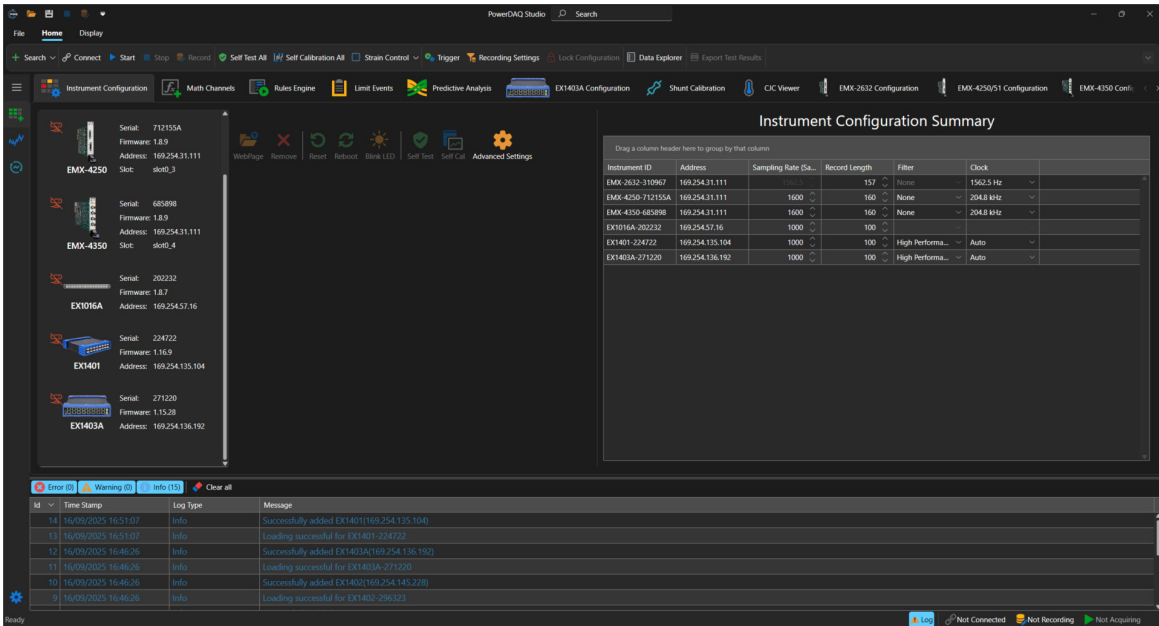 PowerDAQ Studio
Search
File Home Display
Search Connect Start Stop Record Self Test All Self Calibration All Strain Control Trigger Recording Settings Lock Configuration Data Explorer Export Test Results
Instrument Configuration Math Channels Rules Engine Limit Events Predictive Analysis EX1403A Configuration Shunt Calibration CJC Viewer EMX-2632 Configuration EMX-4250/51 Configuration EMX-4350 Confi
EMX-4250
Serial: 712155A
Firmware: 1.8.9
Address: 169.254.31.111
Slot: slot0_3
EMX-4350
Serial: 685898
Firmware: 1.8.9
Address: 169.254.31.111
Slot: slot0_4
EX1016A
Serial: 202232
Firmware: 1.8.7
Address: 169.254.57.16
EX1401
Serial: 224722
Firmware: 1.16.9
Address: 169.254.135.104
EX1403A
Serial: 271220
Firmware: 1.15.28
Address: 169.254.136.192
WebPage Remove Reset Reboot Blink LED Self Test Self Cal Advanced Settings
Instrument Configuration Summary
Drag a column header here to group by that column
Instrument ID Address Sampling Rate (Sa... Record Length Filter Clock
EMX-2632-310967 169.254.31.111 1562.5 157 None 1562.5 Hz
EMX-4250-712155A 169.254.31.111 1600 160 None 204.8 kHz
EMX-4350-685898 169.254.31.111 1600 160 None 204.8 kHz
EX1016A-202232 169.254.57.16 1000 100
EX1401-224722 169.254.135.104 1000 100 High Performa... Auto
EX1403A-271220 169.254.136.192 1000 100 High Performa... Auto
Error (0) Warning (0) Info (15) Clear all
Id Time Stamp Log Type Message
14 16/09/2025 16:51:07 Info Successfully added EX1401(169.254.135.104)
13 16/09/2025 16:51:07 Info Loading successful for EX1401-224722
12 16/09/2025 16:46:26 Info Successfully added EX1403A(169.254.136.192)
11 16/09/2025 16:46:26 Info Loading successful for EX1403A-271220
10 16/09/2025 16:46:26 Info Successfully added EX1402(169.254.145.228)
9 16/09/2025 16:46:26 Info Loading successful for EX1402-296323
Ready
Log Not Connected Not Recording Not Acquiring